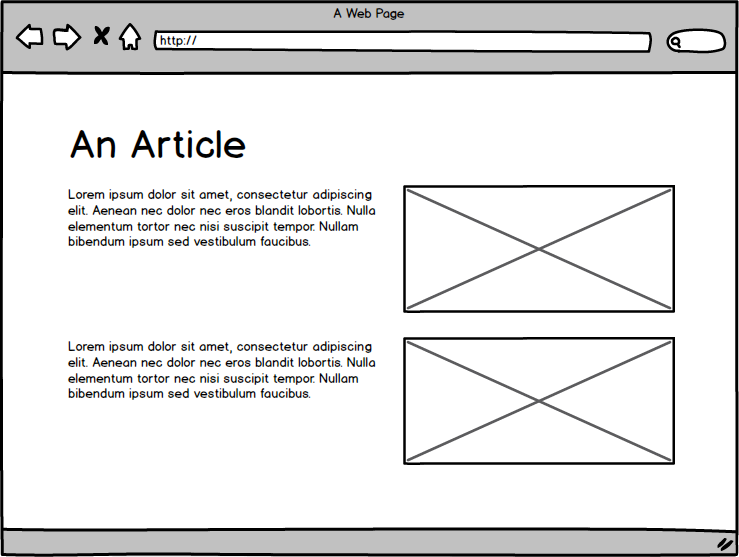 A Web Page
http://
An Article
Lorem ipsum dolor sit amet, consectetur adipiscing
elit. Aenean nec dolor nec eros blandit lobortis. Nulla
elementum tortor nec nisi suscipit tempor. Nullam
bibendum ipsum sed vestibulum faucibus.
Lorem ipsum dolor sit amet, consectetur adipiscing
elit. Aenean nec dolor nec eros blandit lobortis. Nulla
elementum tortor nec nisi suscipit tempor. Nullam
bibendum ipsum sed vestibulum faucibus.